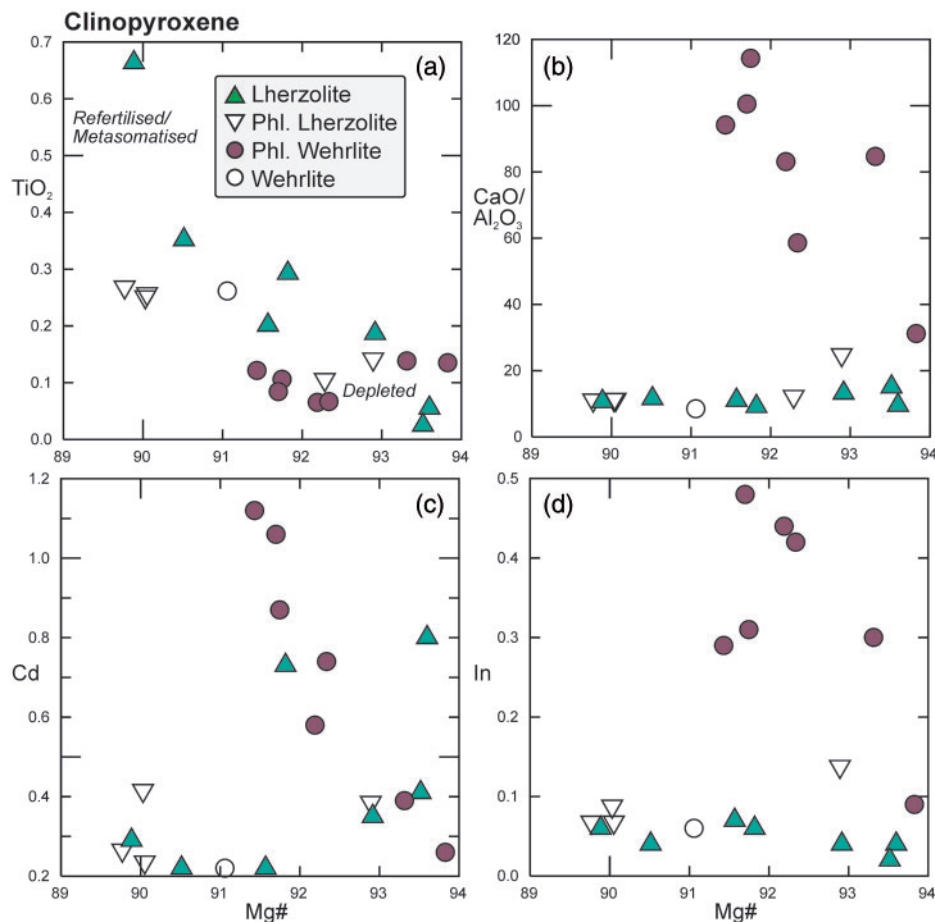 Clinopyroxene
0.7
0.6
0.5
TiO₂
0.4
0.3
0.2
0.1
0.0
89
90
91
92
93
94
(a)
Refertilised/
Metasomatised
Lherzolite
Phl. Lherzolite
Phl. Wehrlite
Wehrlite
Depleted
120
100
80
CaO/
Al₂O₃
60
40
20
0
89
90
91
92
93
94
(b)
1.2
1.0
0.8
Cd
0.6
0.4
0.2
89
90
91
92
93
94
Mg#
(c)
0.5
0.4
0.3
In
0.2
0.1
0.0
89
90
91
92
93
94
Mg#
(d)